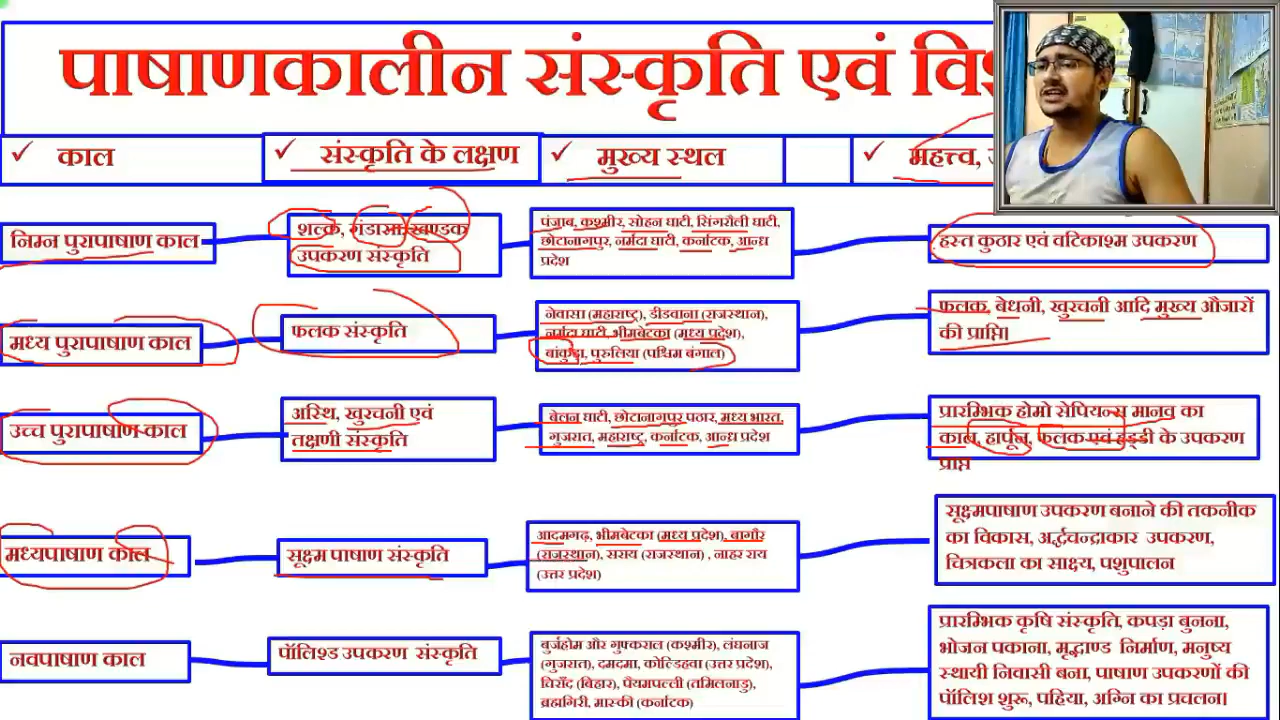 पाषाणकालीन संस्कृति एवं
काल
संस्कृति के लक्षण
मुख्य स्थल
महत्त्व,
निम्न पुरापाषाण काल
शल्क, गंडासा खण्डक
उपकरण संस्कृति
पंजाब, कश्मीर, सोहन घाटी, सिंगरौली घाटी,
छोटानागपुर, नर्मदा घाटी, कर्नाटक, आन्ध्र
प्रदेश
हस्त कुठार एवं वटिकाश्म उपकरण
मध्य पुरापाषाण काल
फलक संस्कृति
नेवासा (महाराष्ट्र), डीडवाना (राजस्थान),
नर्मदा घाटी, भीमबेटका (मध्य प्रदेश),
बांकुड़ा, पुरुलिया (पश्चिम बंगाल)
फलक, बेधनी, खुरचनी आदि मुख्य औजारों
की प्राप्ति।
उच्च पुरापाषाण काल
अस्थि, खुरचनी एवं
तक्षणी संस्कृति
बेलन घाटी, छोटानागपुर पठार, मध्य भारत,
गुजरात, महाराष्ट्र, कर्नाटक, आन्ध्र प्रदेश
प्रारम्भिक होमो सेपियन्स मानव का
काल, हार्पून, फलक एवं हड्डी के उपकरण
प्राप्त
मध्यपाषाण काल
सूक्ष्म पाषाण संस्कृति
आदमगढ़, भीमबेटका (मध्य प्रदेश), बागौर
(राजस्थान), सराय (राजस्थान) , नाहर राय
(उत्तर प्रदेश)
सूक्ष्मपाषाण उपकरण बनाने की तकनीक
का विकास, अर्द्धचन्द्राकार उपकरण,
चित्रकला का साक्ष्य, पशुपालन
नवपाषाण काल
पॉलिश्ड उपकरण संस्कृति
बुर्जहोम और गुफ्कराल (कश्मीर), लंघनाज
(गुजरात), दमदमा, कोल्डिहवा (उत्तर प्रदेश),
चिराँद (बिहार), पैयमपल्ली (तमिलनाडु),
ब्रह्मगिरी, मास्की (कर्नाटक)
प्रारम्भिक कृषि संस्कृति, कपड़ा बुनना,
भोजन पकाना, मृद्भाण्ड निर्माण, मनुष्य
स्थायी निवासी बना, पाषाण उपकरणों की
पॉलिश शुरू, पहिया, अग्नि का प्रचलन।